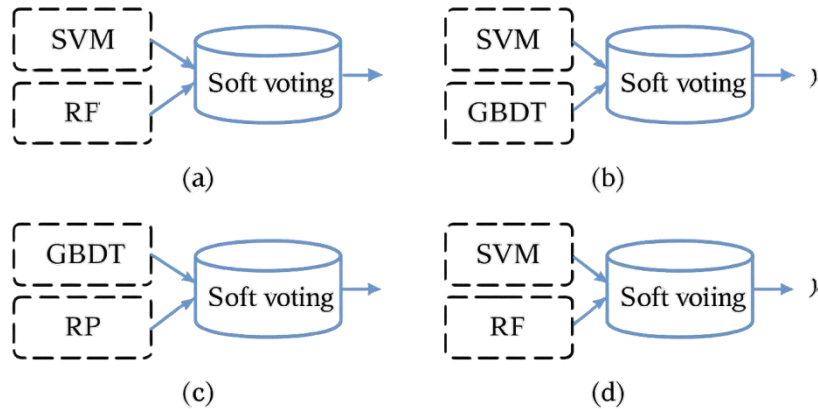 SVM
RF
Soft voting
(a)
SVM
GBDT
Soft voting
(b)
GBDT
RP
Soft voting
(c)
SVM
RF
Soft voiing
(d)